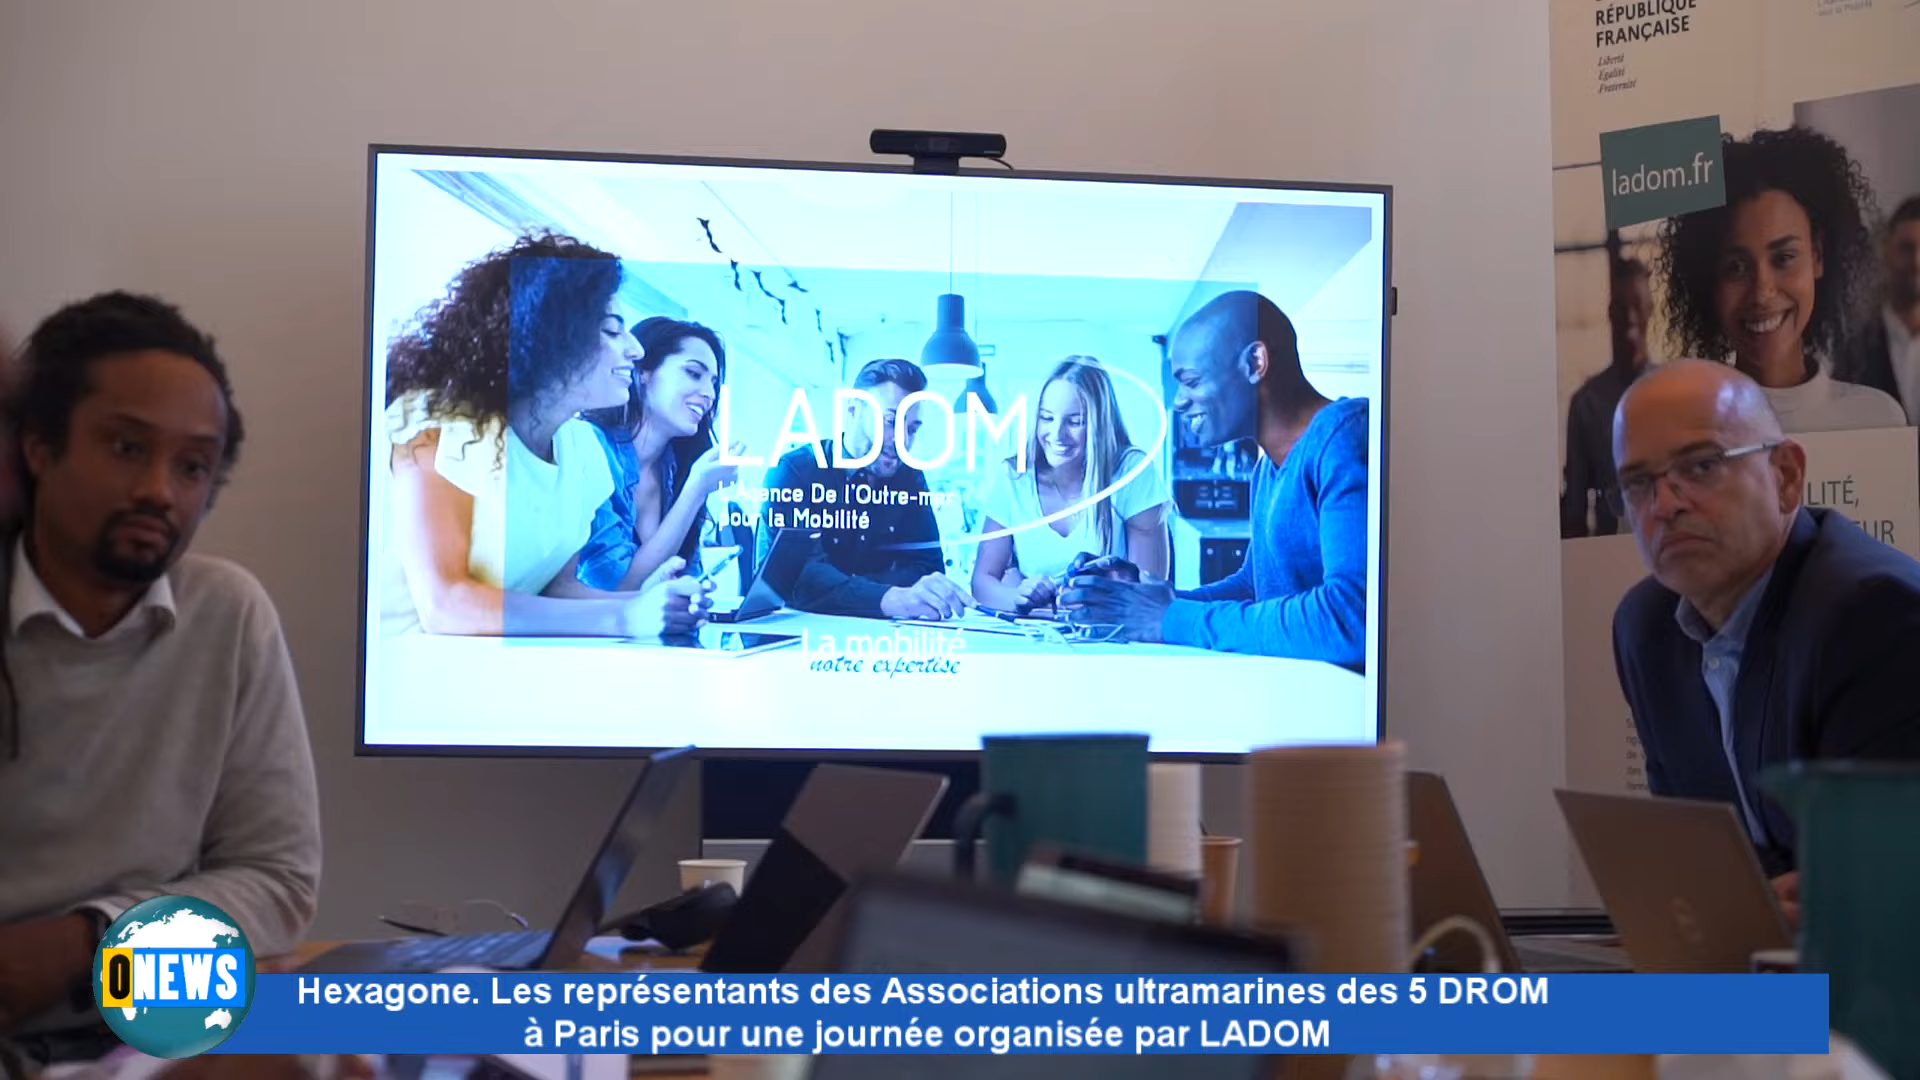 RÉPUBLIQUE
FRANÇAISE
Liberté
Égalité
Fraternité
ladom.fr
LADOM
L'Agence De l'Outre-mer
pour la Mobilité
La mobilité
notre expertise
LITÉ,
UR
ONEWS
Hexagone. Les représentants des Associations ultramarines des 5 DROM
à Paris pour une journée organisée par LADOM